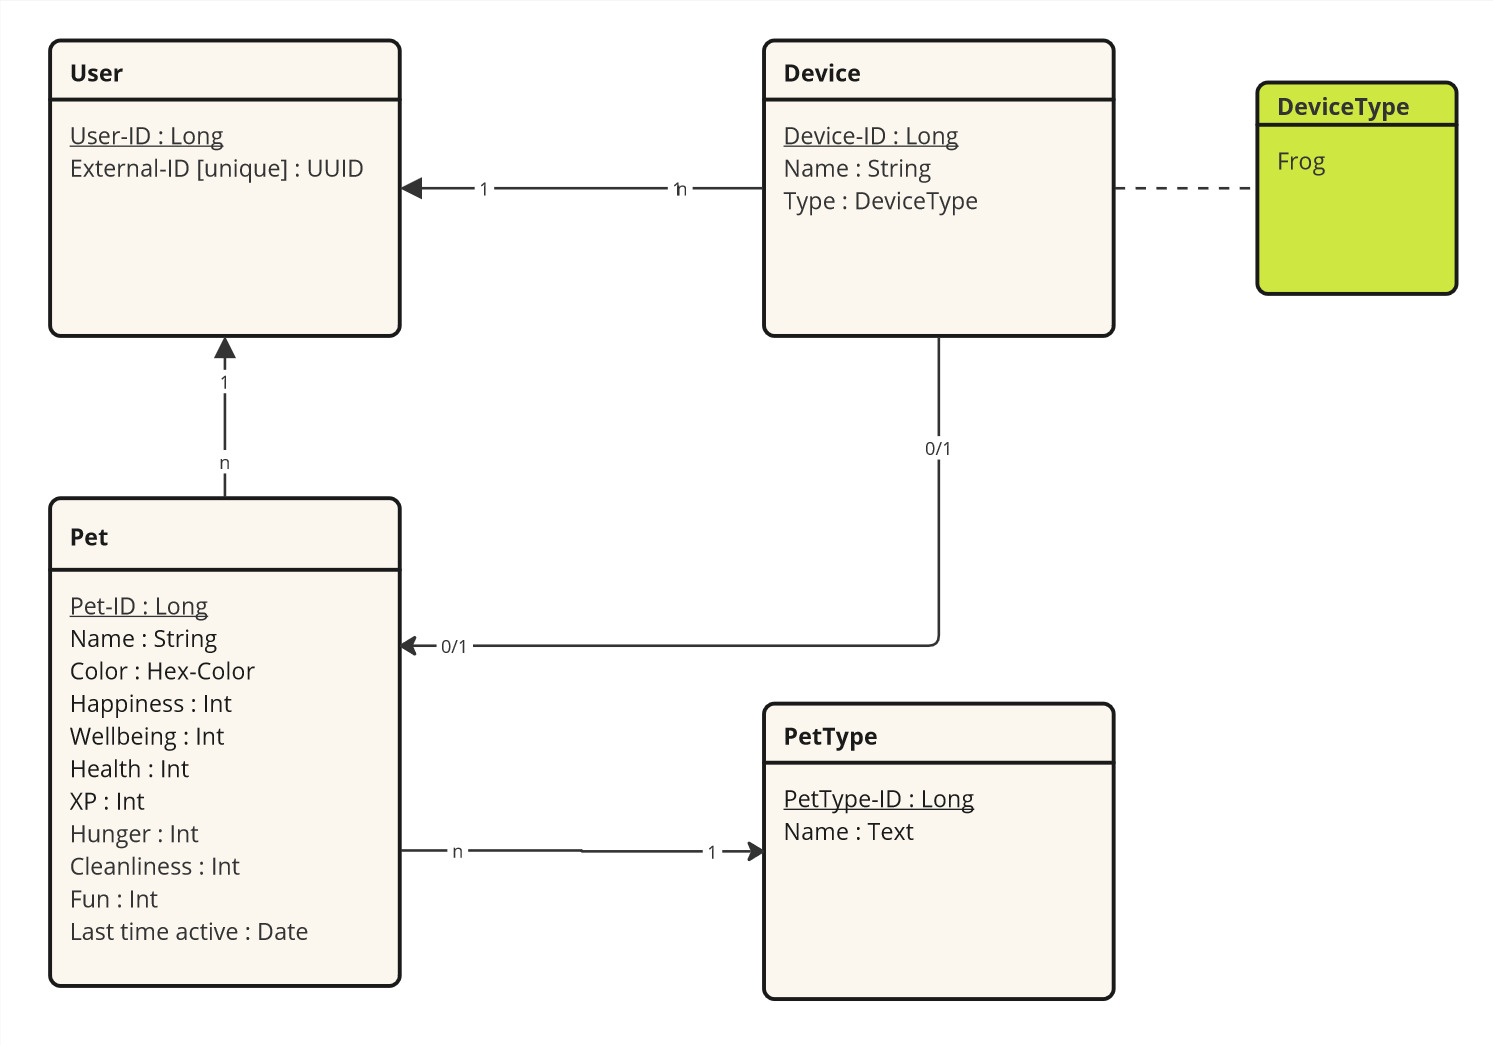 User
User-ID : Long
External-ID [unique] : UUID
Device
Device-ID : Long
Name : String
Type : DeviceType
DeviceType
Frog
1
1
n
1
n
0/1
0/1
Pet
Pet-ID : Long
Name : String
Color : Hex-Color
Happiness : Int
Wellbeing : Int
Health : Int
XP : Int
Hunger : Int
Cleanliness : Int
Fun : Int
Last time active : Date
n
1
PetType
PetType-ID : Long
Name : Text